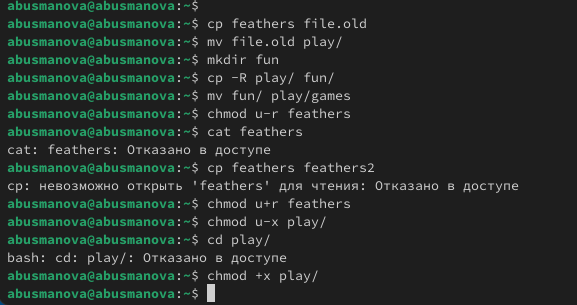 abusmanova@abusmanova:~$
abusmanova@abusmanova:~$ cp feathers file.old
abusmanova@abusmanova:~$ mv file.old play/
abusmanova@abusmanova:~$ mkdir fun
abusmanova@abusmanova:~$ cp -R play/ fun/
abusmanova@abusmanova:~$ mv fun/ play/games
abusmanova@abusmanova:~$ chmod u-r feathers
abusmanova@abusmanova:~$ cat feathers
cat: feathers: Отказано в доступе
abusmanova@abusmanova:~$ cp feathers feathers2
cp: невозможно открыть 'feathers' для чтения: Отказано в доступе
abusmanova@abusmanova:~$ chmod u+r feathers
abusmanova@abusmanova:~$ chmod u-x play/
abusmanova@abusmanova:~$ cd play/
bash: cd: play/: Отказано в доступе
abusmanova@abusmanova:~$ chmod +x play/
abusmanova@abusmanova:~$